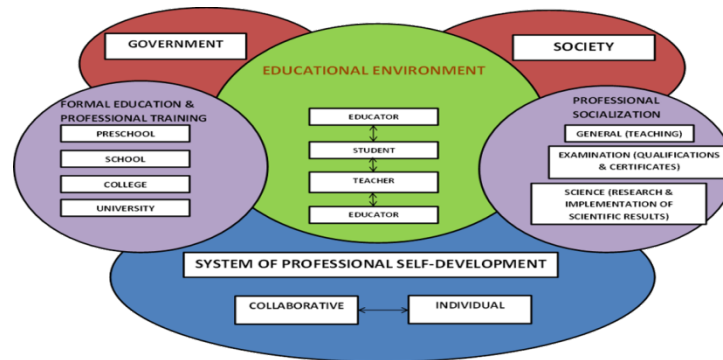 GOVERNMENT
SOCIETY
EDUCATIONAL ENVIRONMENT
FORMAL EDUCATION &
PROFESSIONAL TRAINING
PRESCHOOL
SCHOOL
COLLEGE
UNIVERSITY
EDUCATOR
STUDENT
TEACHER
EDUCATOR
PROFESSIONAL
SOCIALIZATION
GENERAL (TEACHING)
EXAMINATION (QUALIFICATIONS
& CERTIFICATES)
SCIENCE (RESEARCH &
IMPLEMENTATION OF
SCIENTIFIC RESULTS)
SYSTEM OF PROFESSIONAL SELF-DEVELOPMENT
COLLABORATIVE
INDIVIDUAL